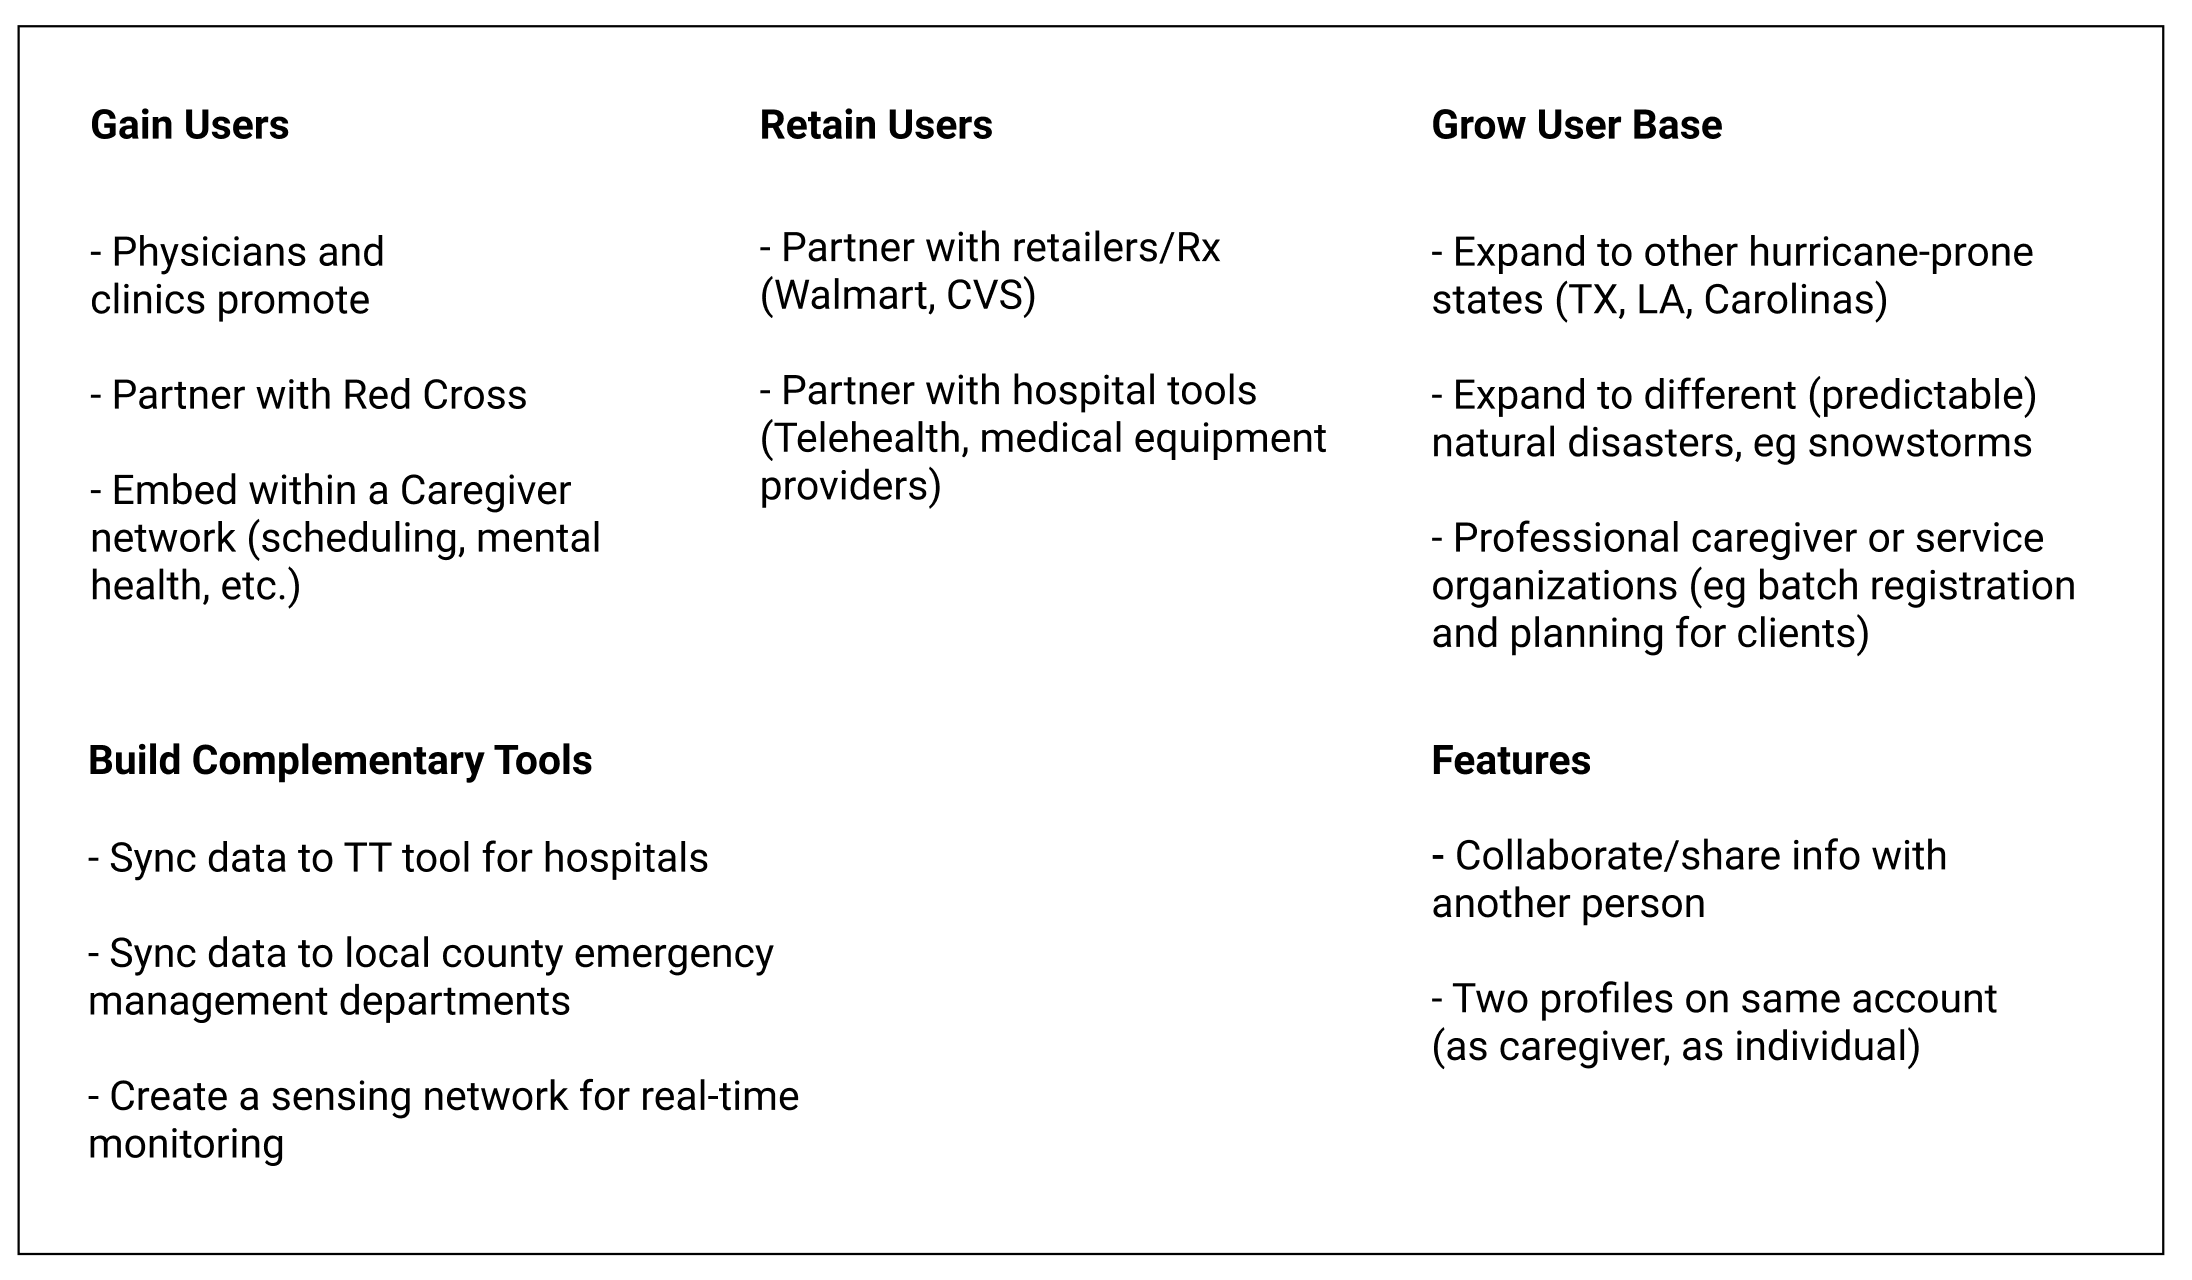 Gain Users
- Physicians and
clinics promote
- Partner with Red Cross
- Embed within a Caregiver
network (scheduling, mental
health, etc.)
Retain Users
- Partner with retailers/Rx
(Walmart, CVS)
- Partner with hospital tools
(Telehealth, medical equipment
providers)
Grow User Base
- Expand to other hurricane-prone
states (TX, LA, Carolinas)
- Expand to different (predictable)
natural disasters, eg snowstorms
- Professional caregiver or service
organizations (eg batch registration
and planning for clients)
Build Complementary Tools
- Sync data to TT tool for hospitals
- Sync data to local county emergency
management departments
- Create a sensing network for real-time
monitoring
Features
- Collaborate/share info with
another person
- Two profiles on same account
(as caregiver, as individual)